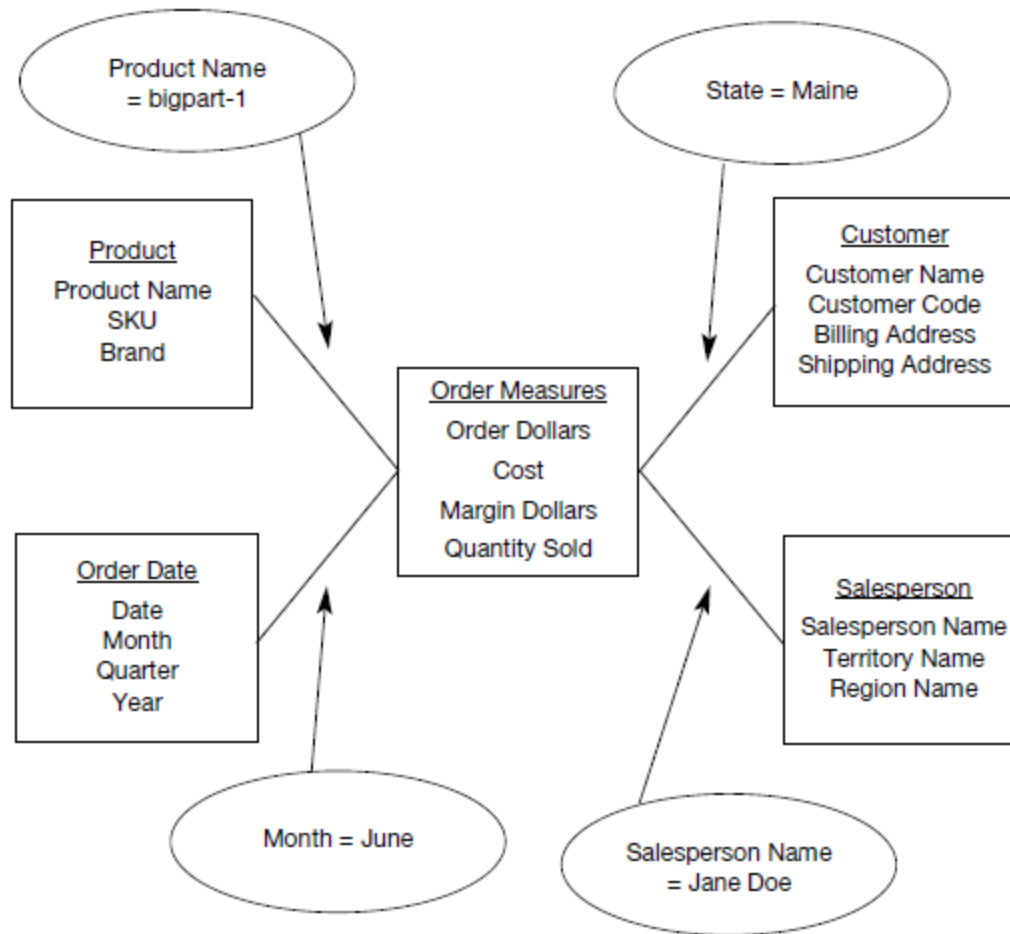 Product Name
= bigpart-1
State = Maine
Product
Product Name
SKU
Brand
Customer
Customer Name
Customer Code
Billing Address
Shipping Address
Order Measures
Order Dollars
Cost
Margin Dollars
Quantity Sold
Order Date
Date
Month
Quarter
Year
Salesperson
Salesperson Name
Territory Name
Region Name
Month = June
Salesperson Name
= Jane Doe